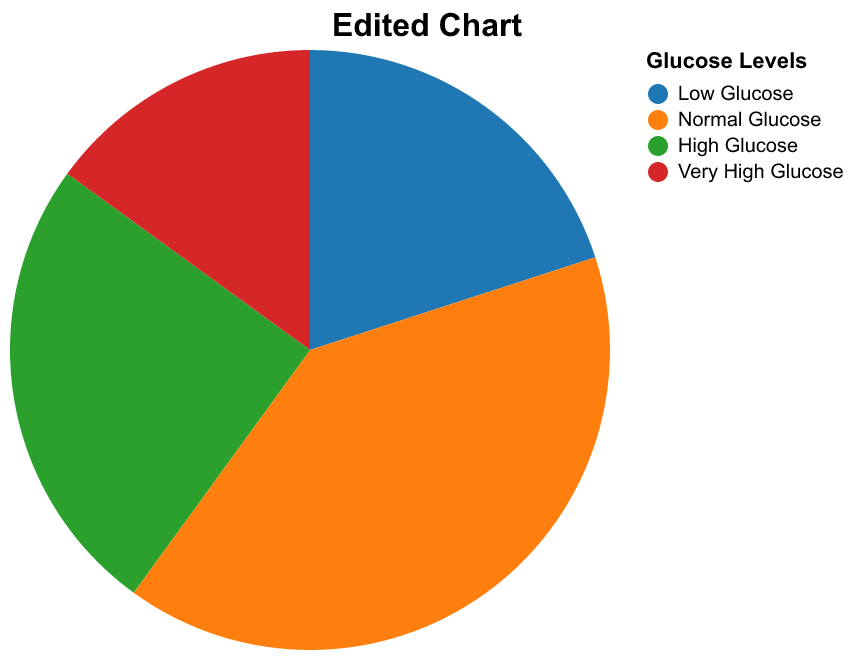 Edited Chart
Glucose Levels
Low Glucose
Normal Glucose
High Glucose
Very High Glucose